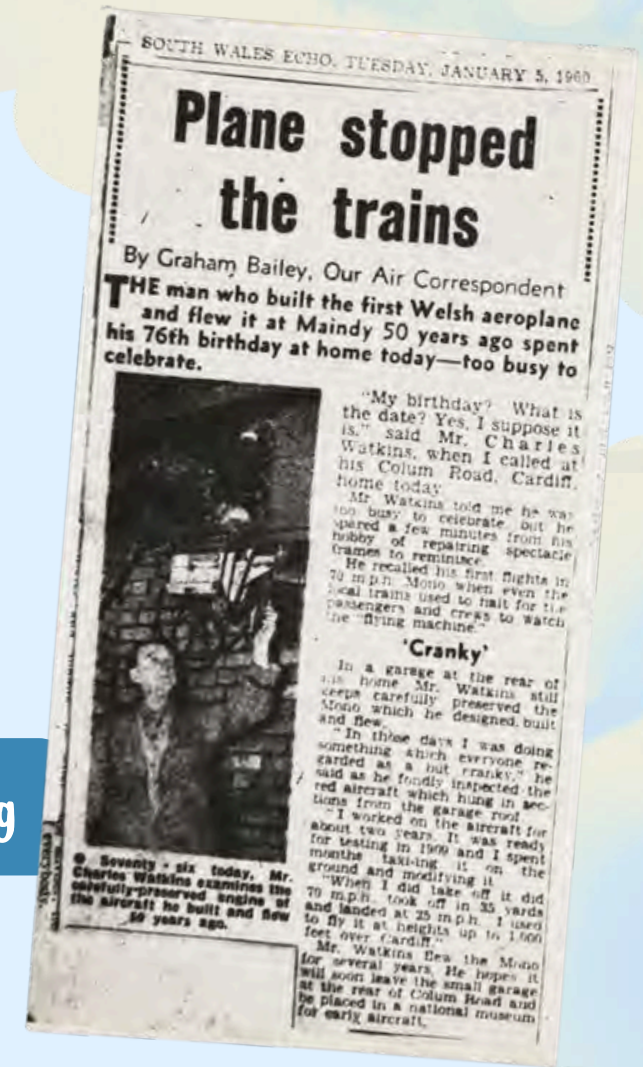 SOUTH WALES ECHO, TUESDAY, JANUARY 5, 1960
Plane stopped
the trains
By Graham Bailey, Our Air Correspondent
THE man who built the first Welsh aeroplane
and flew it at Maindy 50 years ago spent
his 76th birthday at home today—too busy to
celebrate.
"My birthday? What is
the date? Yes, I suppose it
is," said Mr. Charles
Watkins, when I called at
his Colum Road, Cardiff,
home today.
Mr Watkins told me he was
too busy to celebrate, but he
spared a few minutes from his
hobby of repairing spectacle
frames to reminisce.
He recalled his first flights in
70 m.p.h. Mono when even the
local trains used to halt for the
passengers and crews to watch
the "flying machine."
'Cranky'
In a garage at the rear of
his home Mr. Watkins still
keeps carefully preserved the
Mono which he designed, built
and flew.
"In those days I was doing
something which everyone re-
garded as a bit cranky," he
said as he fondly inspected the
red aircraft which hung in sec-
tions from the garage roof.
"I worked on the aircraft for
about two years. It was ready
for testing in 1909 and I spent
months taxi-ing it on the
ground and modifying it.
"When I did take off it did
70 m.p.h., took off in 35 yards
and landed at 25 m.p.h. I used
to fly it at heights up to 1,000
feet over Cardiff."
Mr. Watkins flew the Mono
for several years. He hopes it
will soon leave the small garage
at the rear of Colum Road and
be placed in a national museum
for early aircraft.
● Seventy-six today, Mr.
Charles Watkins examines the
carefully-preserved engine of
the aircraft he built and flew
50 years ago.
g